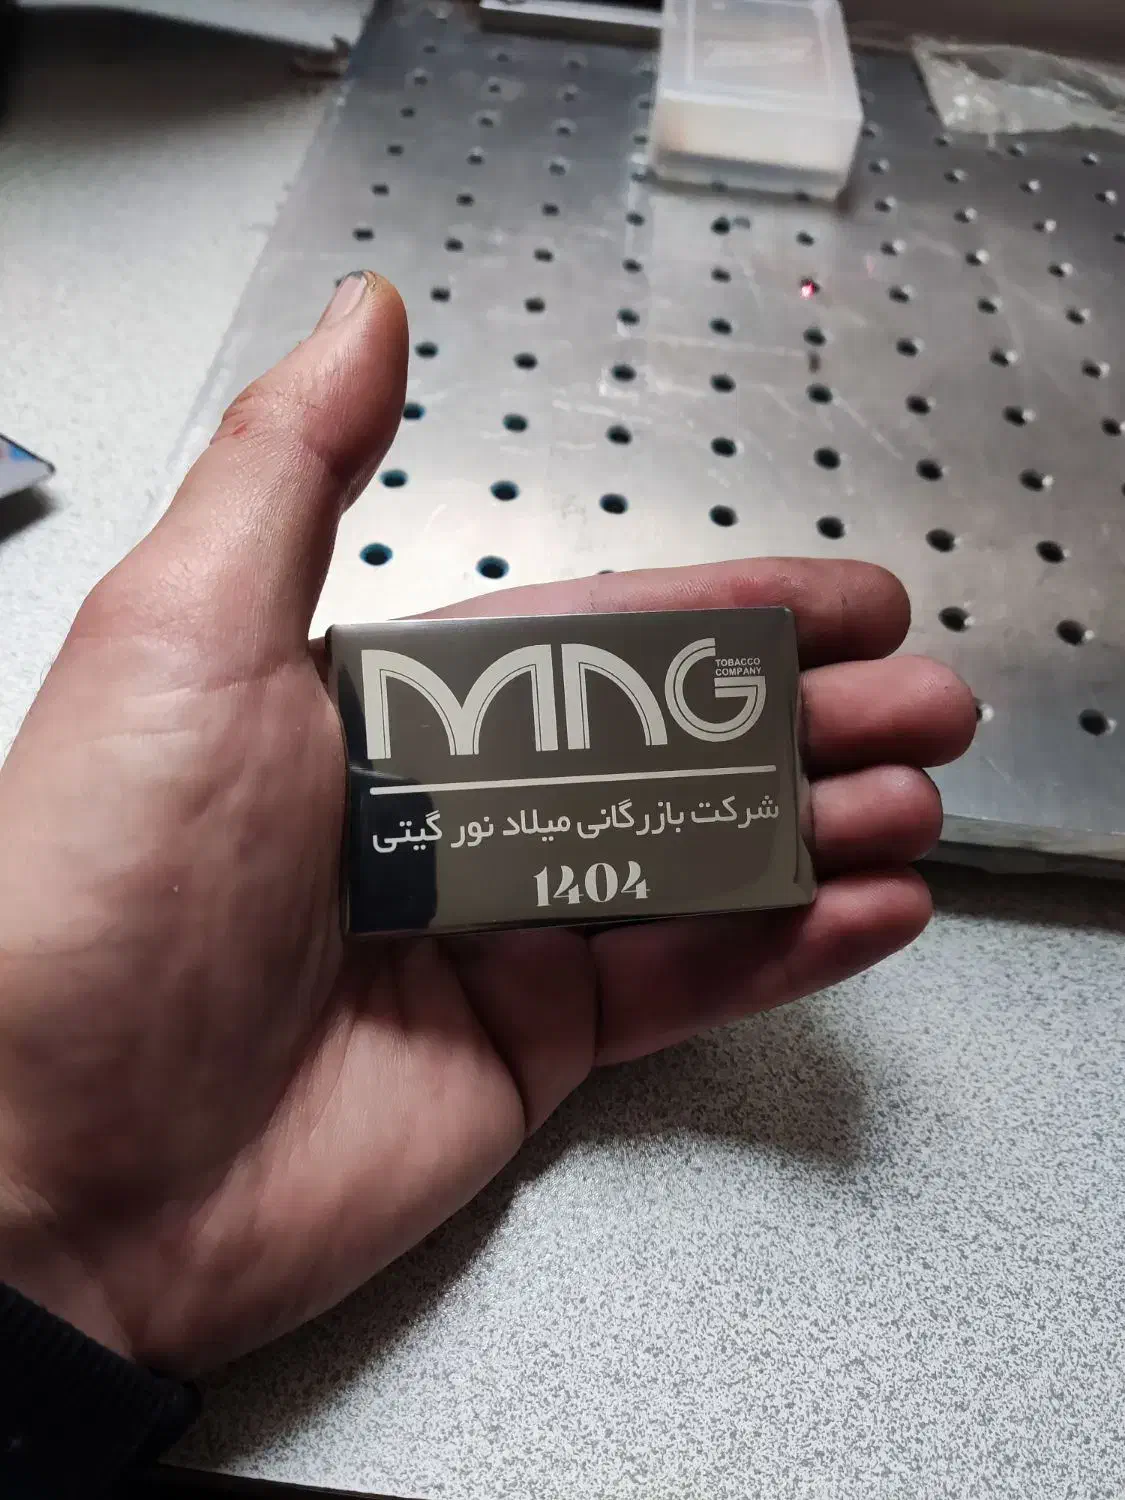 MNG
TOBACCO
COMPANY
شرکت بازرگانی میلاد نور گیتی
1404